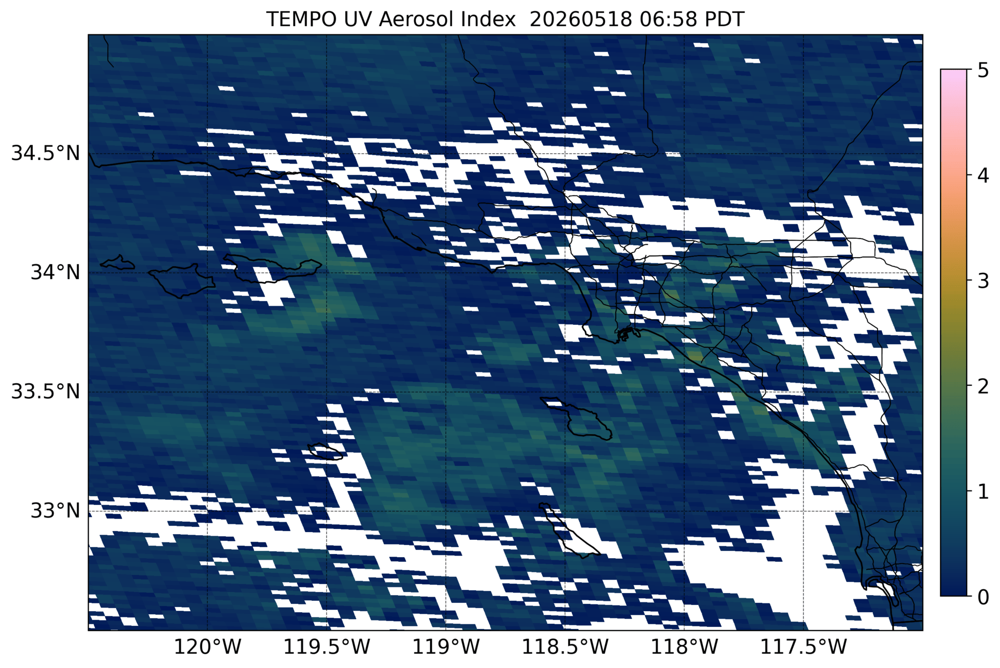 TEMPO UV Aerosol Index  20260518 06:58 PDT
5
34.5°N
4
34°N
3
33.5°N
2
33°N
1
0
120°W 119.5°W 119°W 118.5°W 118°W 117.5°W